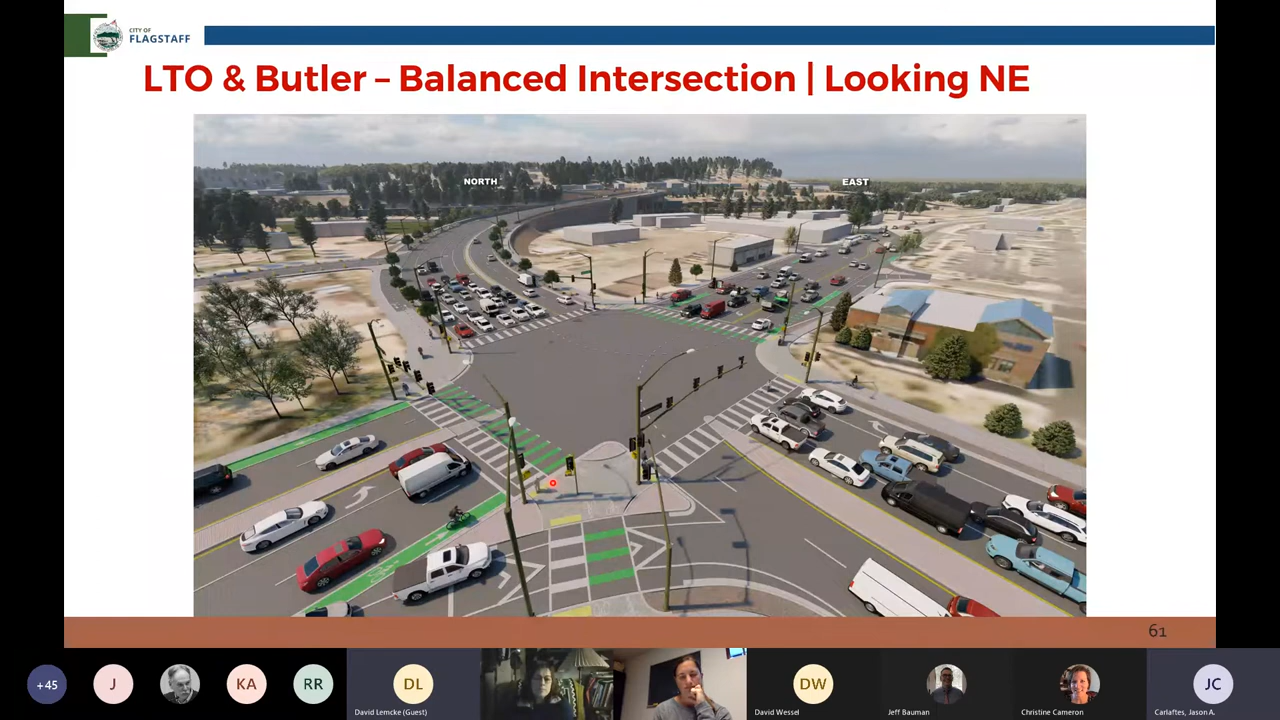 CITY OF
FLAGSTAFF
LTO & Butler – Balanced Intersection | Looking NE
NORTH
EAST
61
+45
J
KA
RR
DL
David Lemcke (Guest)
DW
David Wessel
Jeff Bauman
Christine Cameron
JC
Carlaftes, Jason A.